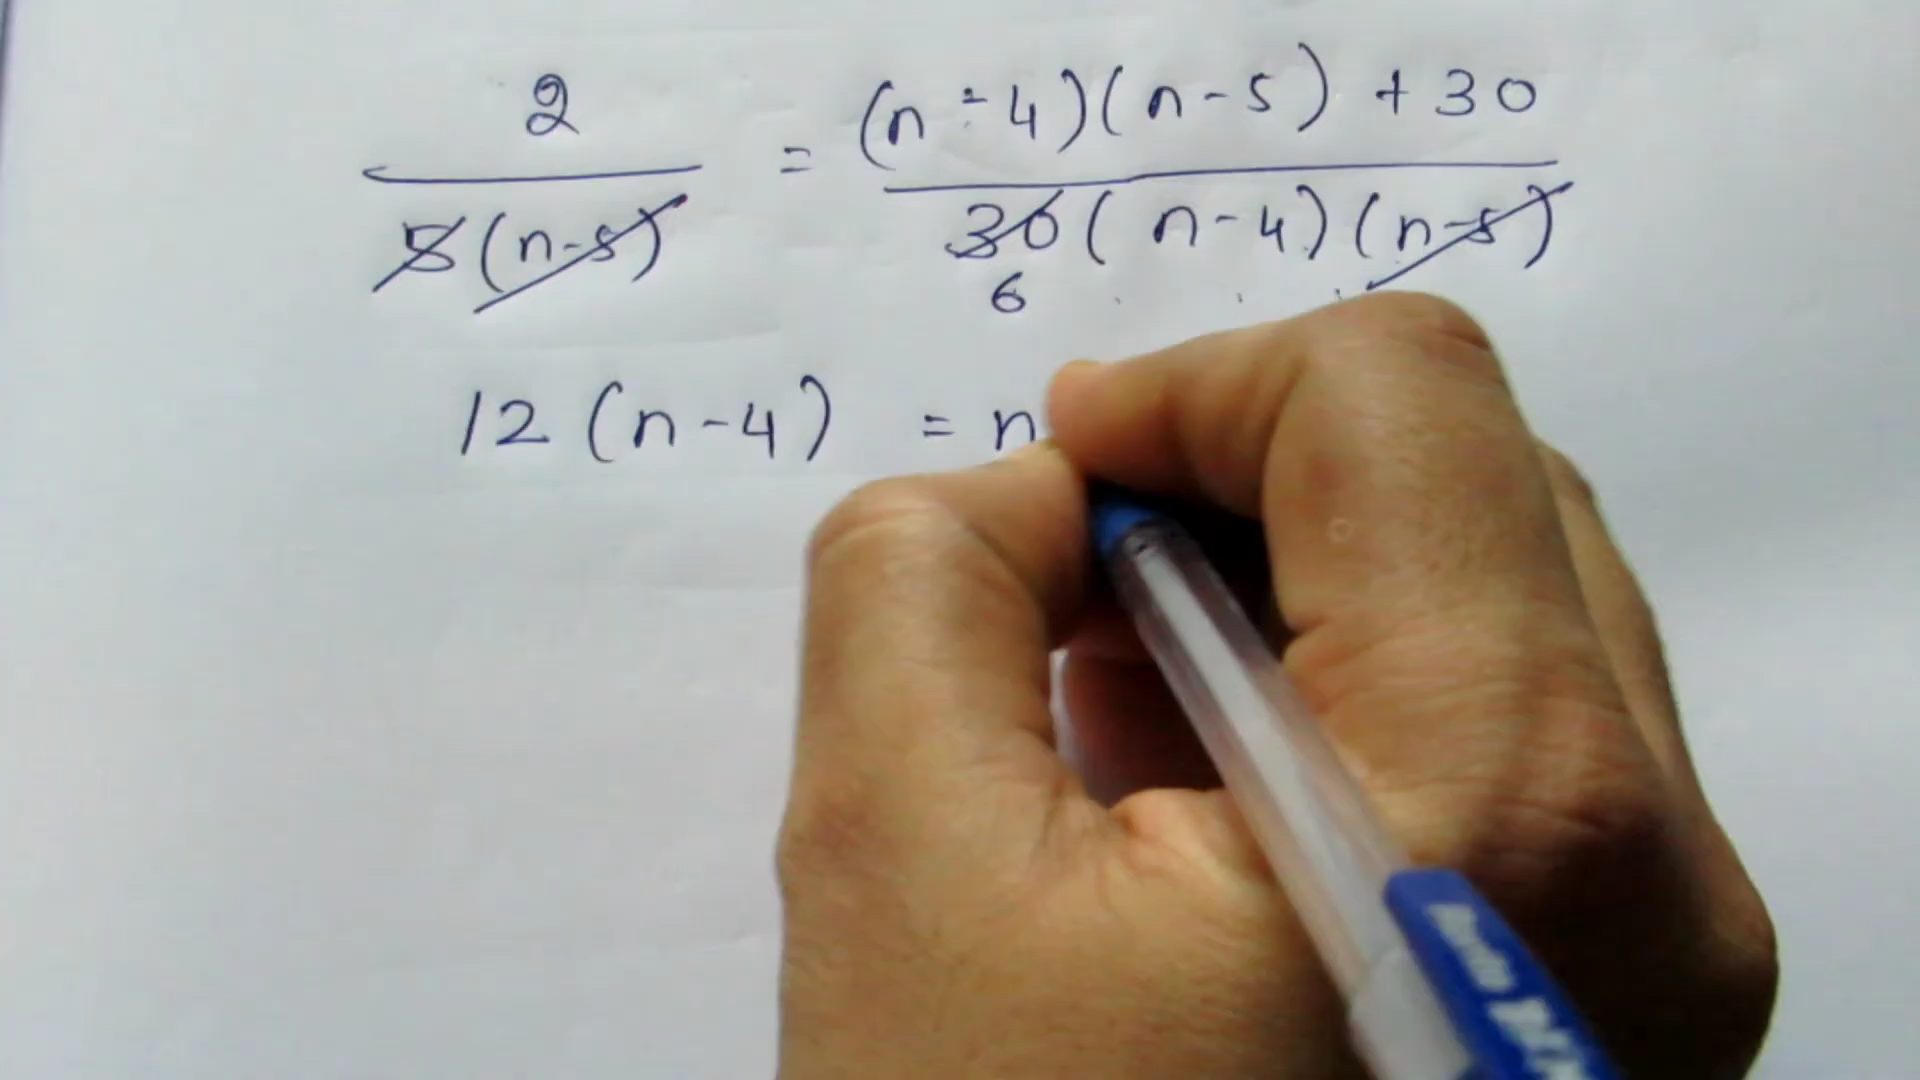 2 = (n-4)(n-5) + 30
5(n-5) 30(n-4)(n-5)
6
12(n-4) = n